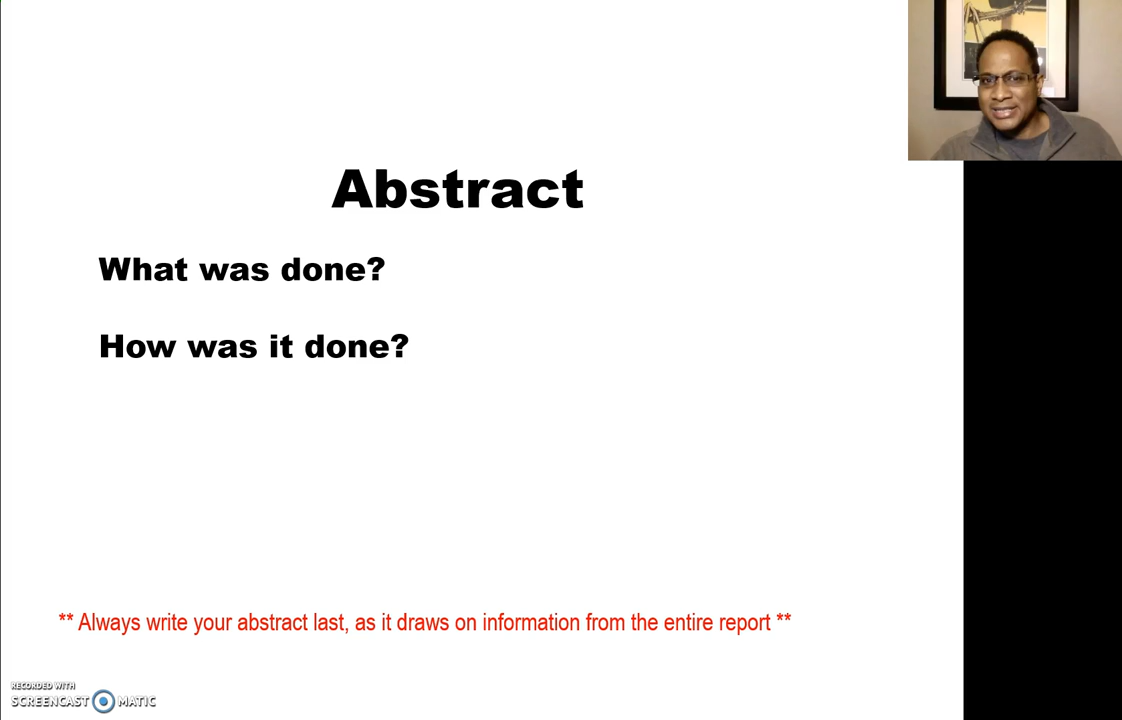 Abstract
What was done?
How was it done?
** Always write your abstract last, as it draws on information from the entire report **
RECORDED WITH
SCREENCAST MATIC